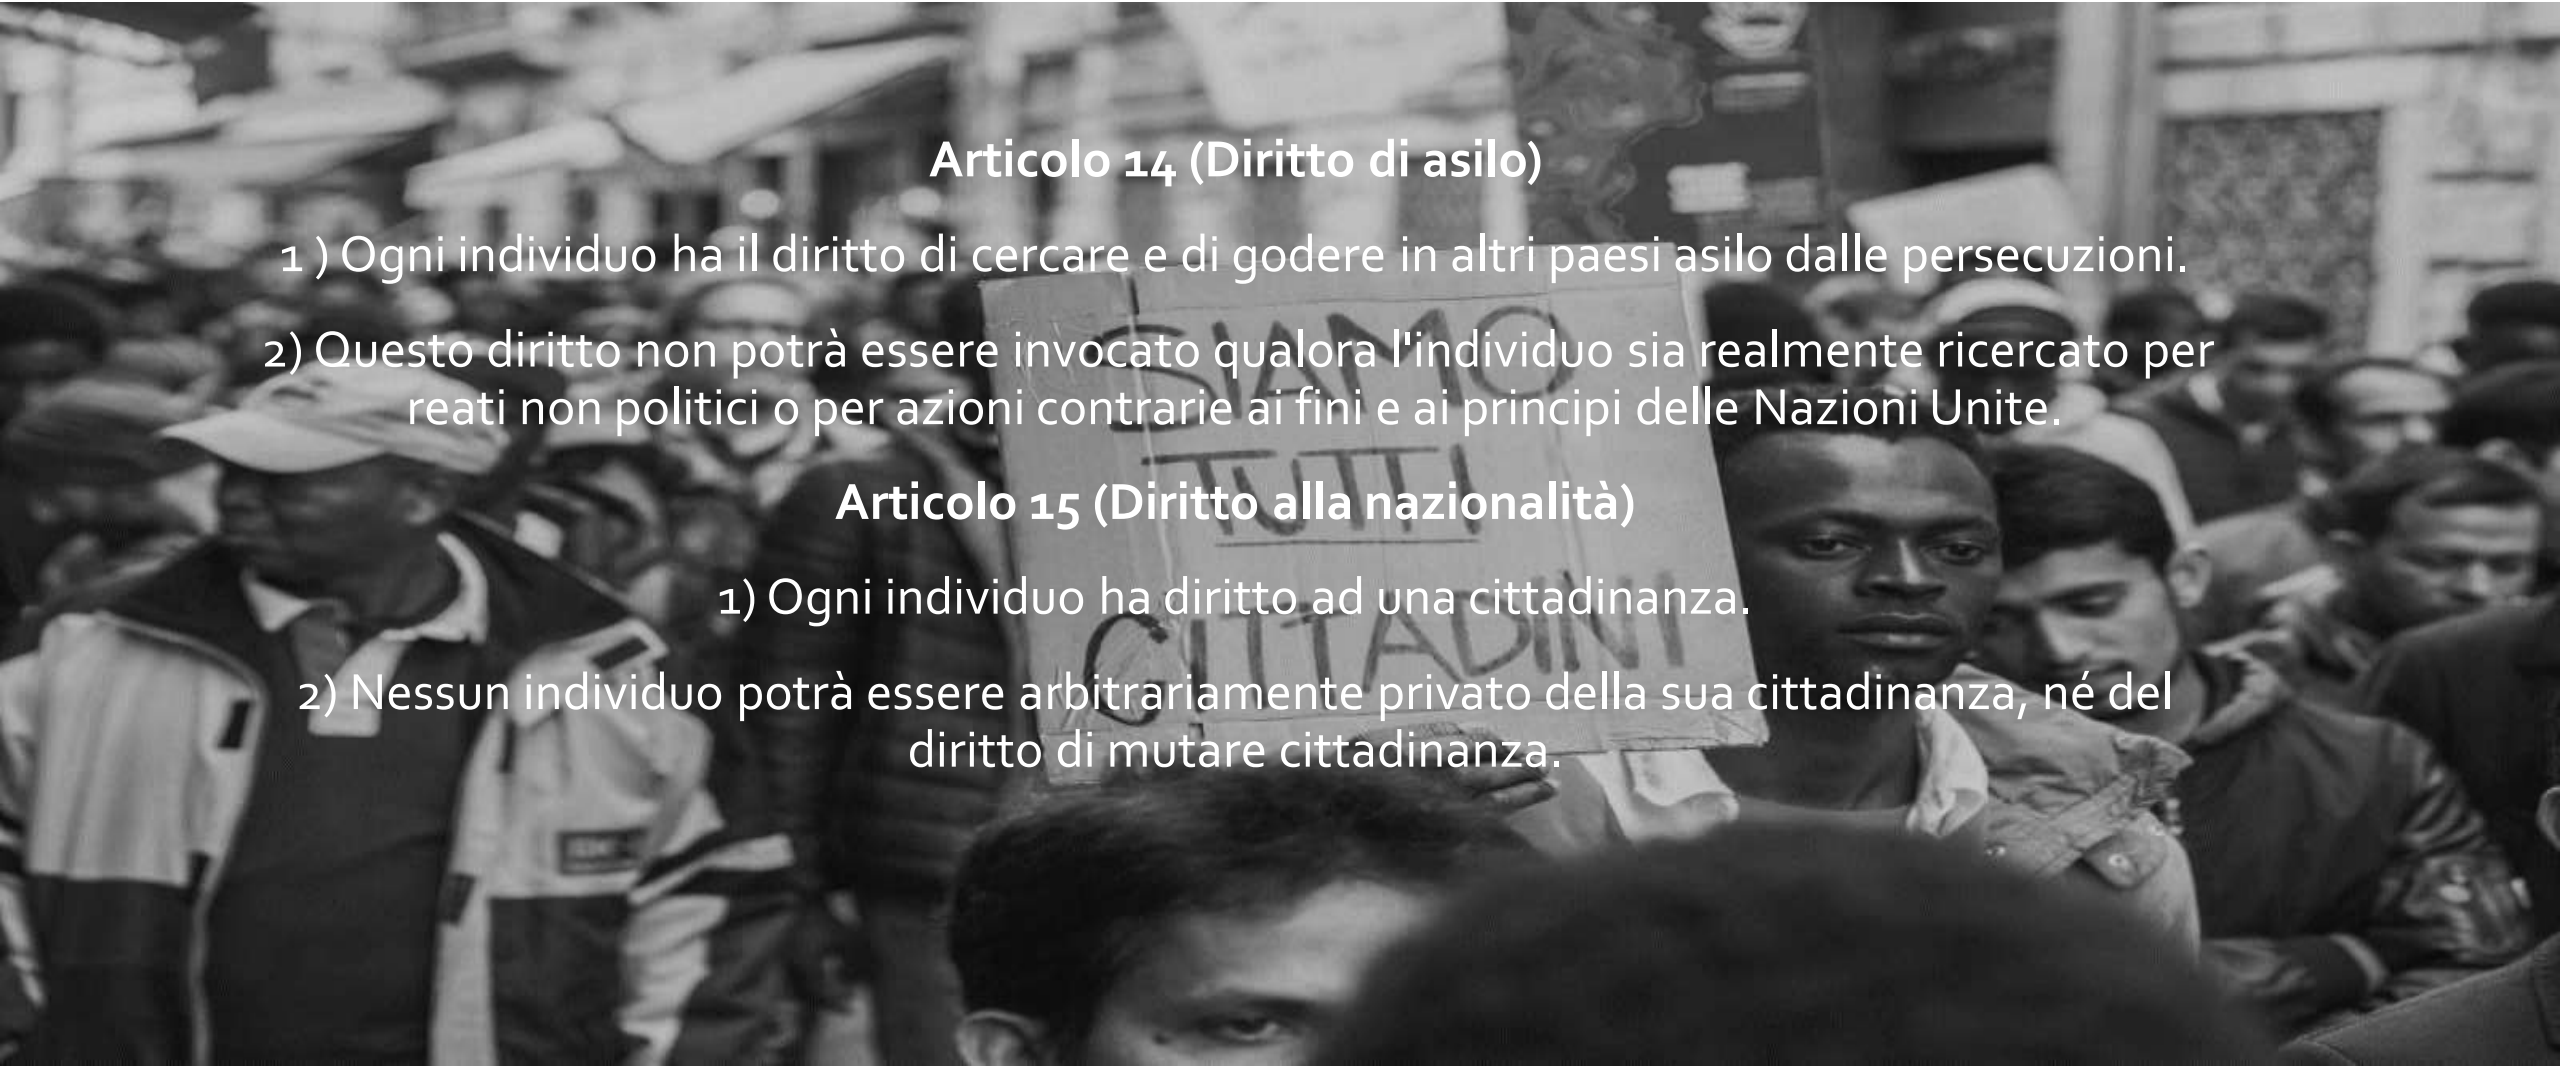 Articolo 14 (Diritto di asilo)
1 ) Ogni individuo ha il diritto di cercare e di godere in altri paesi asilo dalle persecuzioni.
2) Questo diritto non potrà essere invocato qualora l'individuo sia realmente ricercato per
reati non politici o per azioni contrarie ai fini e ai principi delle Nazioni Unite.
Articolo 15 (Diritto alla nazionalità)
1) Ogni individuo ha diritto ad una cittadinanza.
2) Nessun individuo potrà essere arbitrariamente privato della sua cittadinanza, né del
diritto di mutare cittadinanza.
SIAMO
TUTTI
CITTADINI